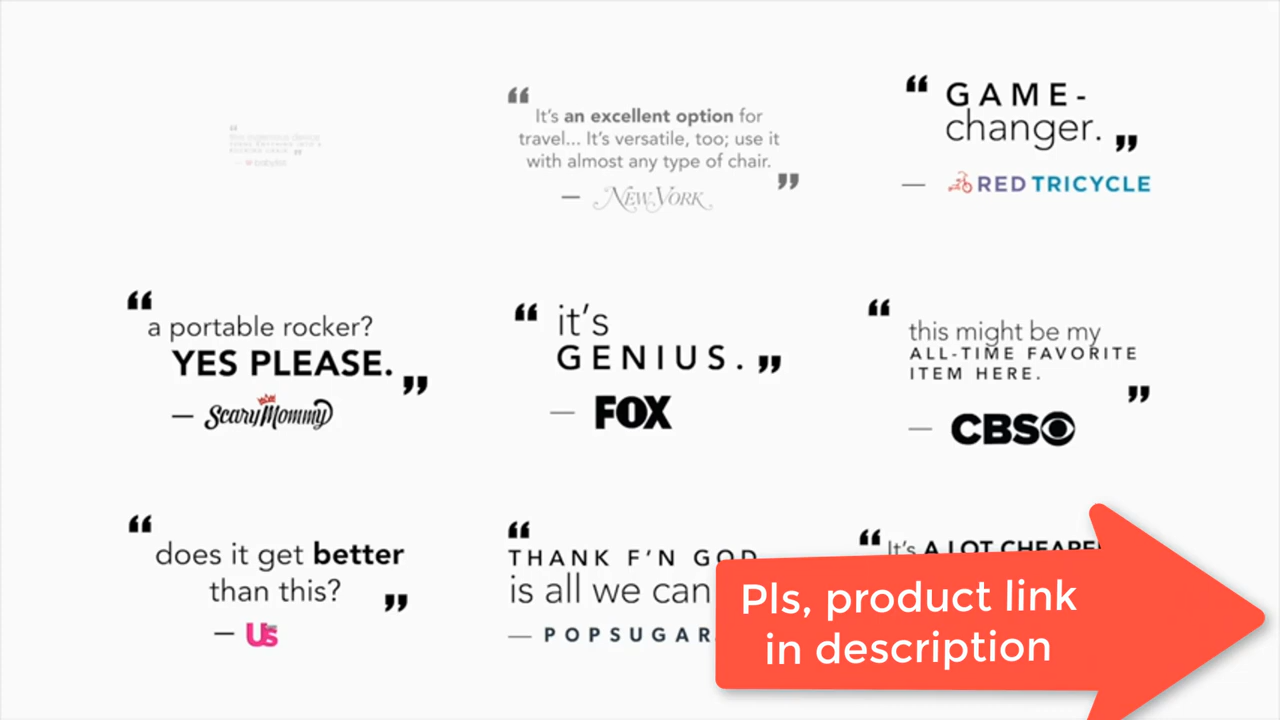 “
It's an excellent option for
travel... It's versatile, too; use it
with almost any type of chair.
”
— NEW YORK
“ GAME-
changer. ”
— RED TRICYCLE
“
a portable rocker?
YES PLEASE. ”
— Scary Mommy
“ it's
GENIUS. ”
— FOX
“
this might be my
ALL-TIME FAVORITE
ITEM HERE.
”
— CBS
“
does it get better
than this? ”
— Us
“
THANK F'N GOD
is all we can
— POPSUGAR
“ It's A LOT
Pls, product link
in description